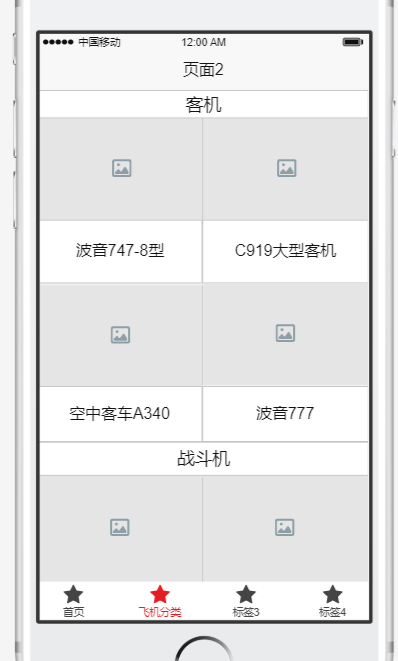 中国移动 12:00 AM
页面2
客机
波音747-8型 C919大型客机
空中客车A340 波音777
战斗机
首页 飞机分类 标签3 标签4